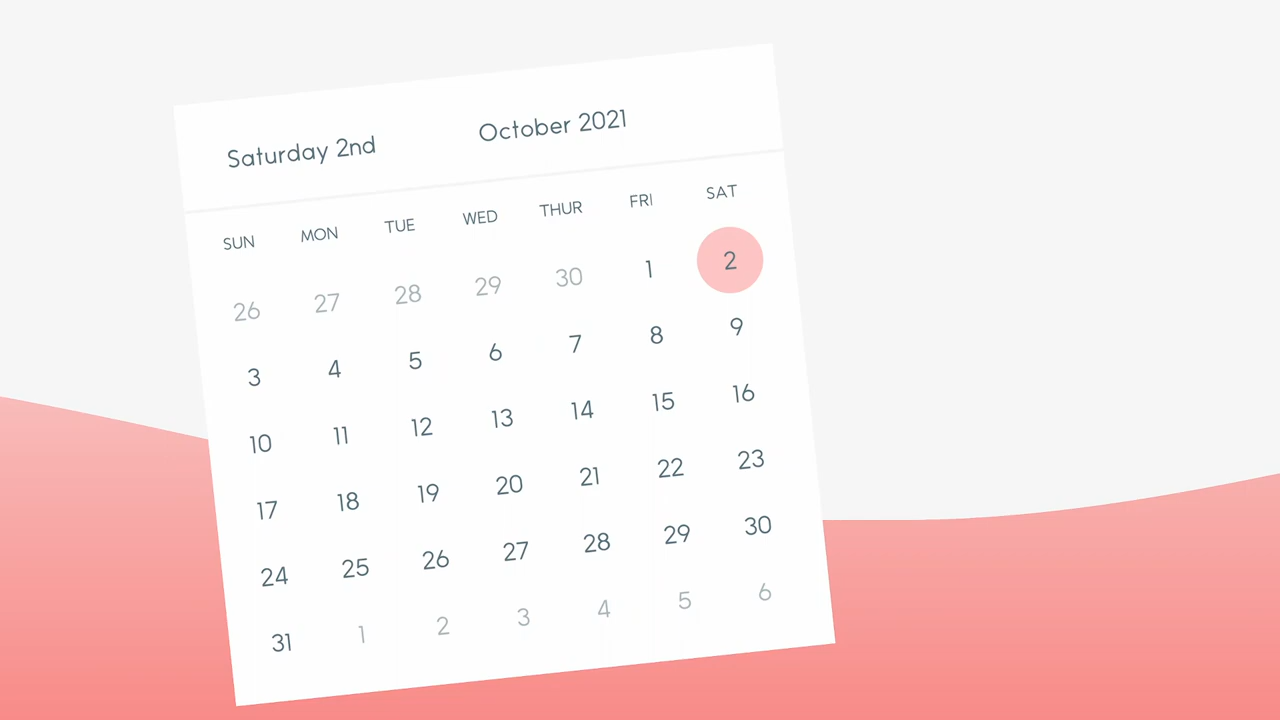 Saturday 2nd October 2021
SUN MON TUE WED THUR FRI SAT
26 27 28 29 30 1 2
3 4 5 6 7 8 9
10 11 12 13 14 15 16
17 18 19 20 21 22 23
24 25 26 27 28 29 30
31 1 2 3 4 5 6